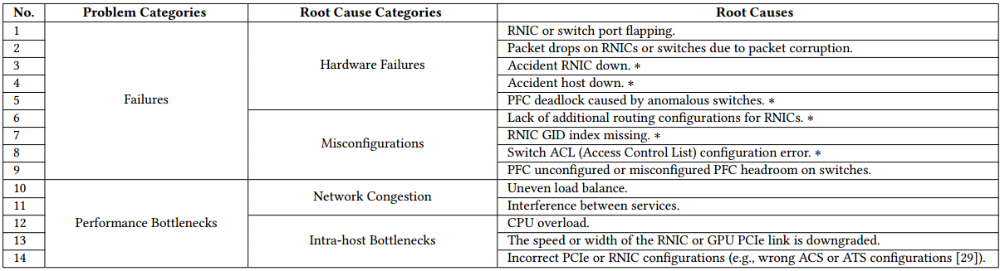 No. Problem Categories Root Cause Categories Root Causes
1 RNIC or switch port flapping.
2 Packet drops on RNICs or switches due to packet corruption.
3 Hardware Failures Accident RNIC down. *
4 Accident host down. *
5 Failures PFC deadlock caused by anomalous switches. *
6 Lack of additional routing configurations for RNICs. *
7 Misconfigurations RNIC GID index missing. *
8 Switch ACL (Access Control List) configuration error. *
9 PFC unconfigured or misconfigured PFC headroom on switches.
10 Network Congestion Uneven load balance.
11 Interference between services.
12 Performance Bottlenecks CPU overload.
13 Intra-host Bottlenecks The speed or width of the RNIC or GPU PCIe link is downgraded.
14 Incorrect PCIe or RNIC configurations (e.g., wrong ACS or ATS configurations [29]).